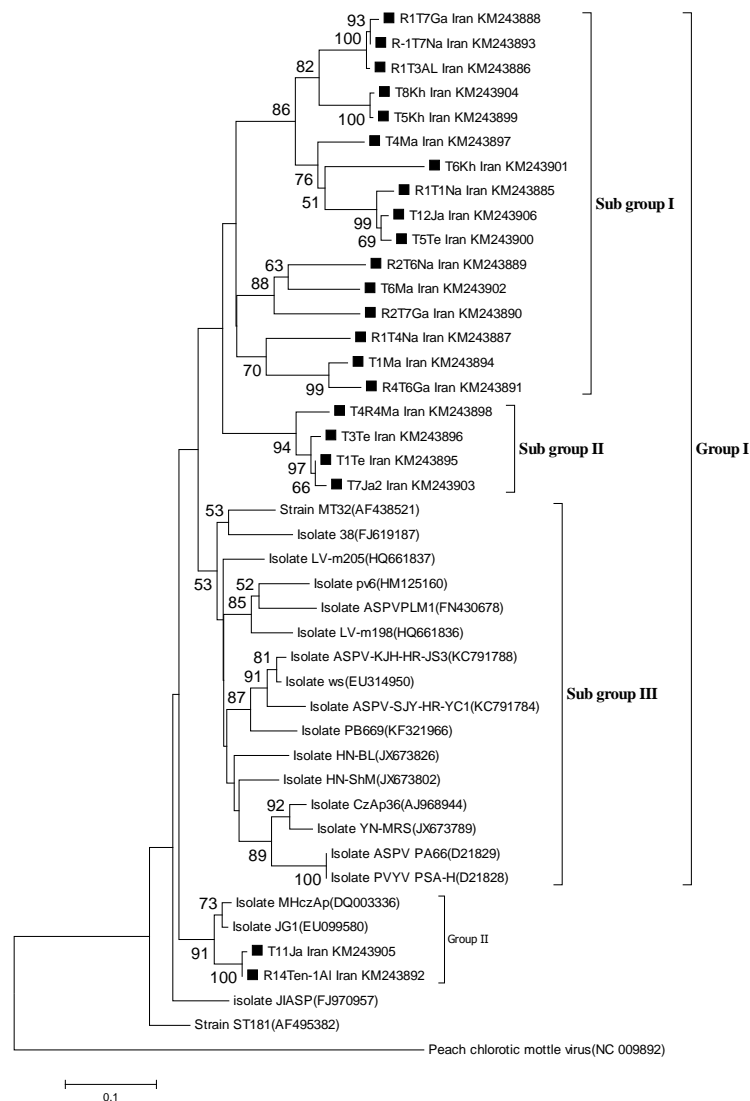 93
R1T7Ga Iran KM243888
100
R-1T7Na Iran KM243893
82
R1T3AL Iran KM243886
T8Kh Iran KM243904
86
100
T5Kh Iran KM243899
T4Ma Iran KM243897
76
T6Kh Iran KM243901
51
R1T1Na Iran KM243885
Sub group I
99
T12Ja Iran KM243906
69
T5Te Iran KM243900
63
R2T6Na Iran KM243889
88
T6Ma Iran KM243902
R2T7Ga Iran KM243890
R1T4Na Iran KM243887
70
T1Ma Iran KM243894
99
R4T6Ga Iran KM243891
T4R4Ma Iran KM243898
94
T3Te Iran KM243896
Sub group II
Group I
97
T1Te Iran KM243895
66
T7Ja2 Iran KM243903
53
Strain MT32(AF438521)
Isolate 38(FJ619187)
53
Isolate LV-m205(HQ661837)
52
Isolate pv6(HM125160)
85
Isolate ASPVPLM1(FN430678)
Isolate LV-m198(HQ661836)
81
Isolate ASPV-KJH-HR-JS3(KC791788)
91
Isolate ws(EU314950)
Sub group III
87
Isolate ASPV-SJY-HR-YC1(KC791784)
Isolate PB669(KF321966)
Isolate HN-BL(JX673826)
Isolate HN-ShM(JX673802)
92
Isolate CzAp36(AJ968944)
Isolate YN-MRS(JX673789)
89
Isolate ASPV PA66(D21829)
100
Isolate PVYV PSA-H(D21828)
73
Isolate MHczAp(DQ003336)
Isolate JG1(EU099580)
Group II
91
T11Ja Iran KM243905
100
R14Ten-1Al Iran KM243892
isolate JIASP(FJ970957)
Strain ST181(AF495382)
Peach chlorotic mottle virus(NC 009892)
0.1